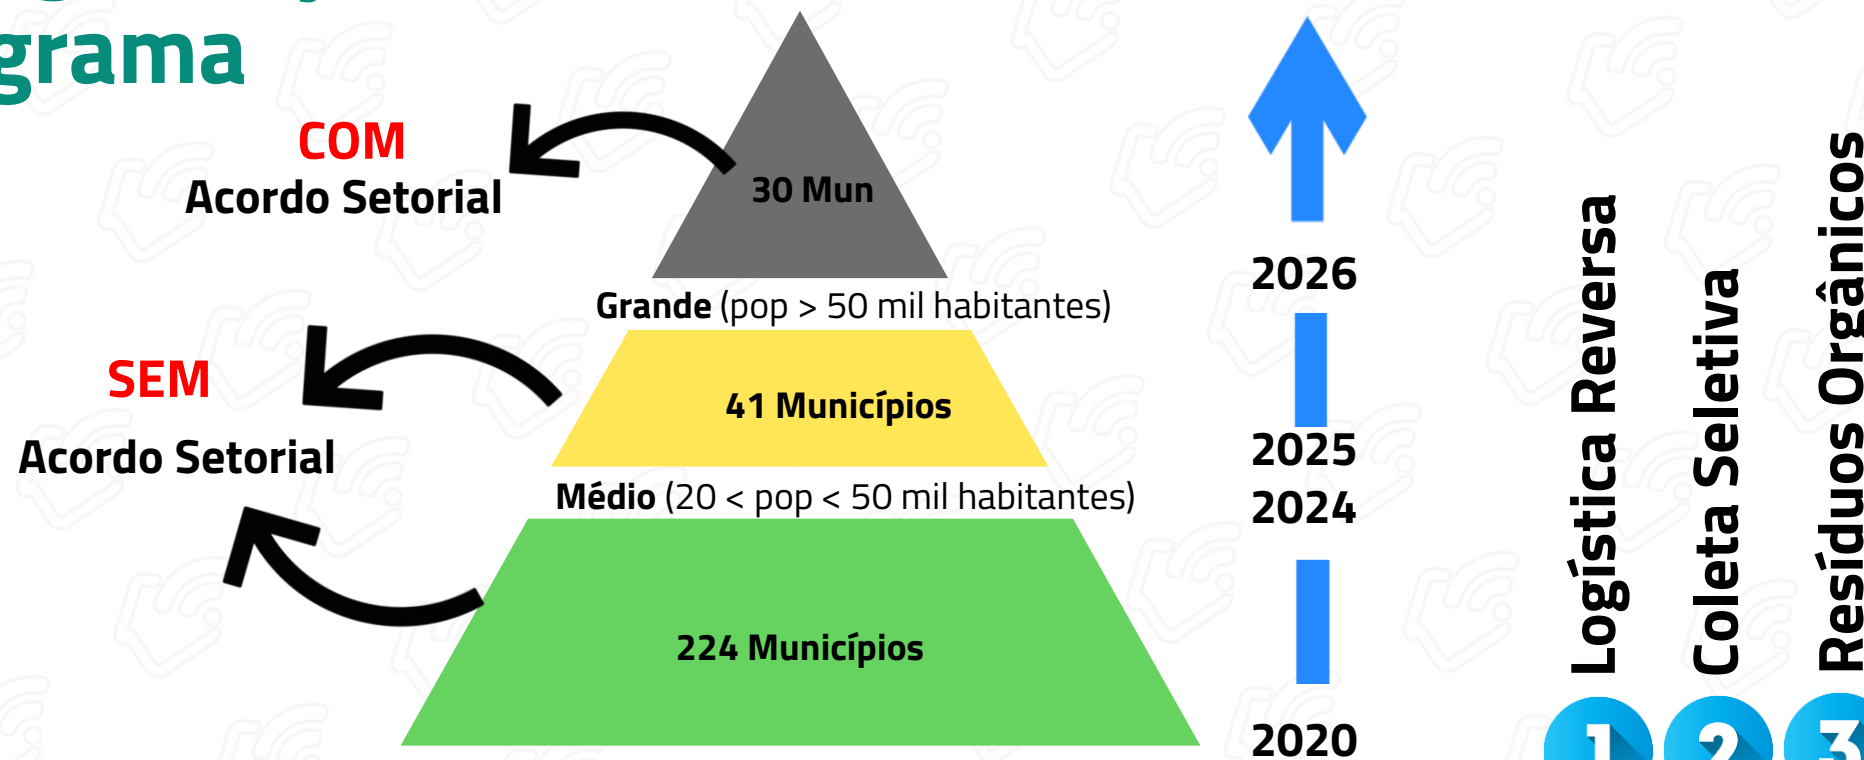 grama
COM
Acordo Setorial
30 Mun
Grande (pop > 50 mil habitantes)
SEM
Acordo Setorial
41 Municípios
Médio (20 < pop < 50 mil habitantes)
224 Municípios
2026
2025
2024
2020
Logística Reversa
Coleta Seletiva
Resíduos Orgânicos
1
2
3